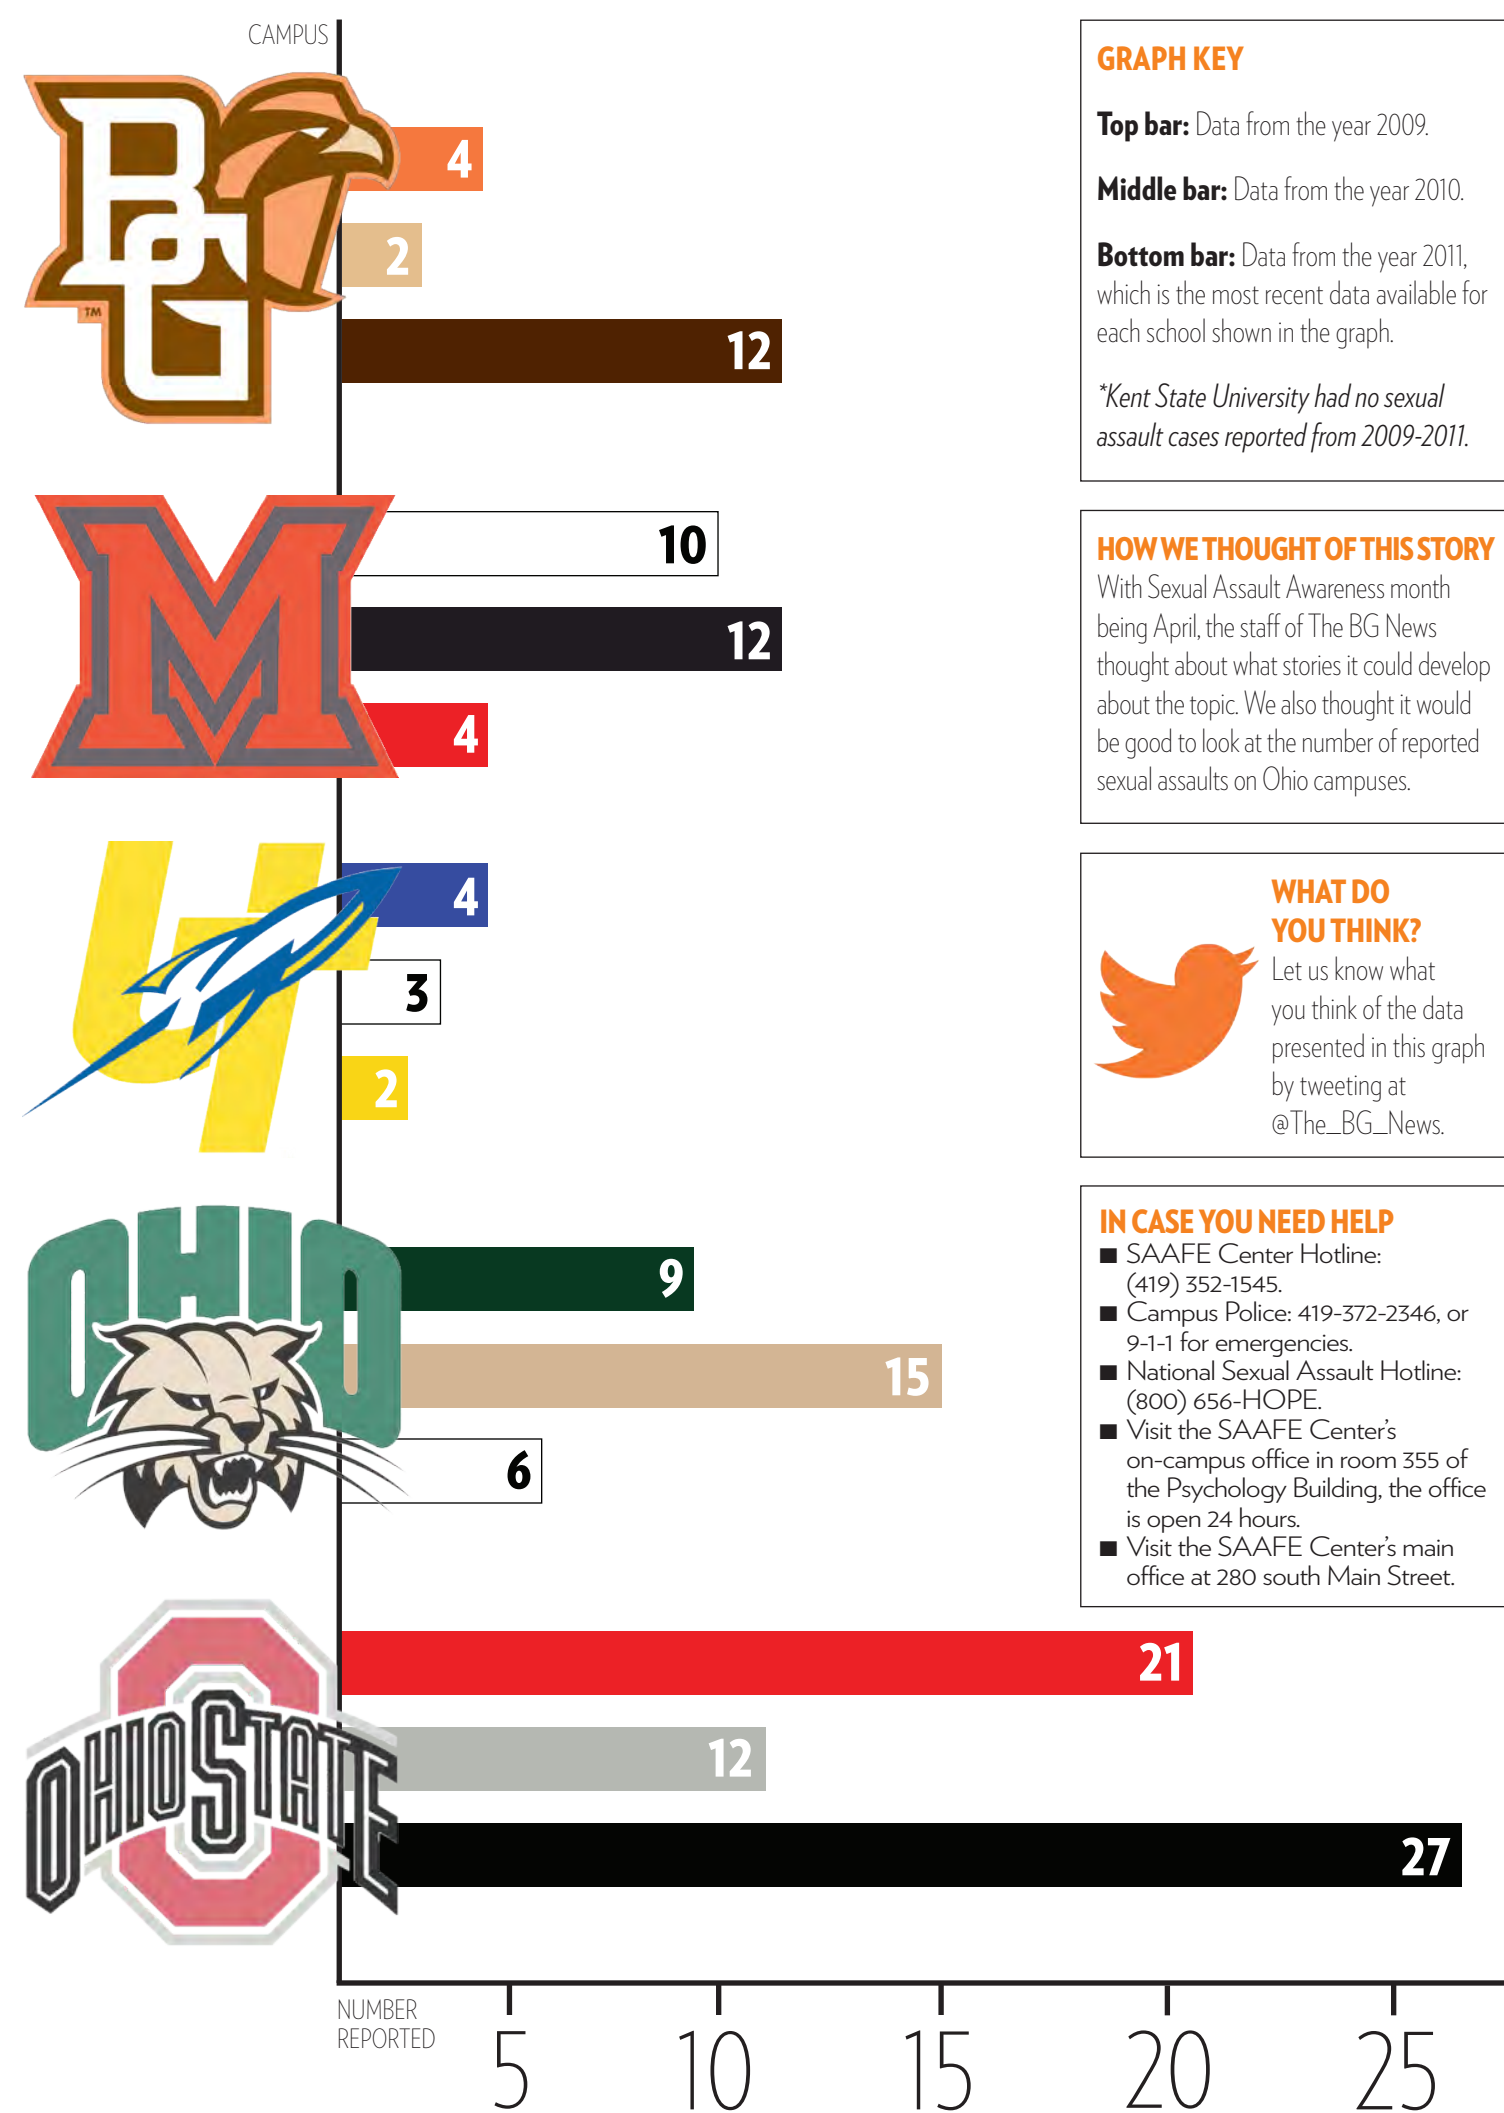 CAMPUS
BG
TM
4
2
12
M
10
12
4
UT
4
3
2
OHIO
9
15
6
OHIO STATE
21
12
27
NUMBER
REPORTED
5
10
15
20
25
GRAPH KEY
Top bar: Data from the year 2009.
Middle bar: Data from the year 2010.
Bottom bar: Data from the year 2011,
which is the most recent data available for
each school shown in the graph.
*Kent State University had no sexual
assault cases reported from 2009-2011.
HOW WE THOUGHT OF THIS STORY
With Sexual Assault Awareness month
being April, the staff of The BG News
thought about what stories it could develop
about the topic. We also thought it would
be good to look at the number of reported
sexual assaults on Ohio campuses.
WHAT DO
YOU THINK?
Let us know what
you think of the data
presented in this graph
by tweeting at
@The_BG_News.
IN CASE YOU NEED HELP
■ SAAFE Center Hotline:
(419) 352-1545.
■ Campus Police: 419-372-2346, or
9-1-1 for emergencies.
■ National Sexual Assault Hotline:
(800) 656-HOPE.
■ Visit the SAAFE Center's
on-campus office in room 355 of
the Psychology Building, the office
is open 24 hours.
■ Visit the SAAFE Center's main
office at 280 south Main Street.